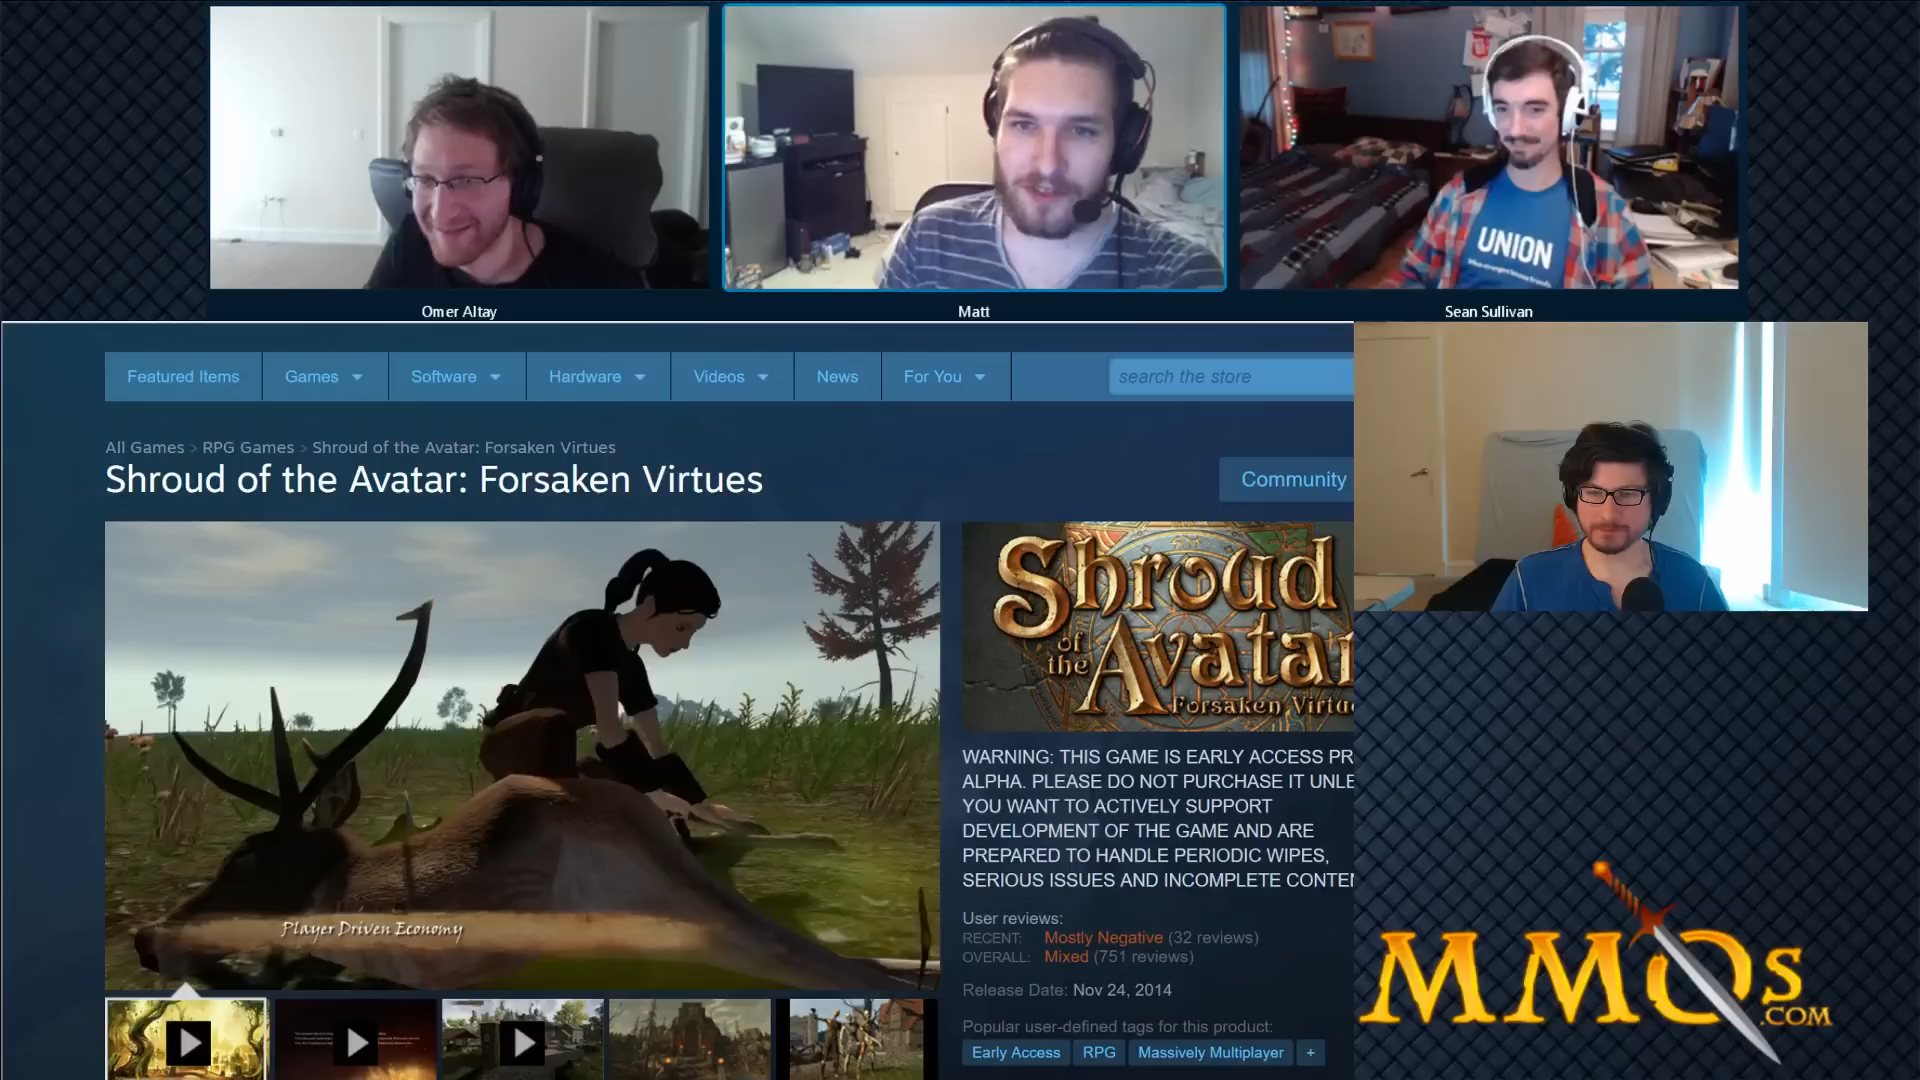 UNION
Omer Altay
Matt
Sean Sullivan
Featured Items
Games
Software
Hardware
Videos
News
For You
search the store
All Games > RPG Games > Shroud of the Avatar: Forsaken Virtues
Shroud of the Avatar: Forsaken Virtues
Community
Shroud
of
the Avatar
Forsaken Virtu
WARNING: THIS GAME IS EARLY ACCESS PR
ALPHA. PLEASE DO NOT PURCHASE IT UNLE
YOU WANT TO ACTIVELY SUPPORT
DEVELOPMENT OF THE GAME AND ARE
PREPARED TO HANDLE PERIODIC WIPES,
SERIOUS ISSUES AND INCOMPLETE CONTEN
Player Driven Economy
User reviews:
RECENT: Mostly Negative (32 reviews)
OVERALL: Mixed (751 reviews)
Release Date: Nov 24, 2014
Popular user-defined tags for this product:
Early Access
RPG
Massively Multiplayer
+
MMOs
.COM